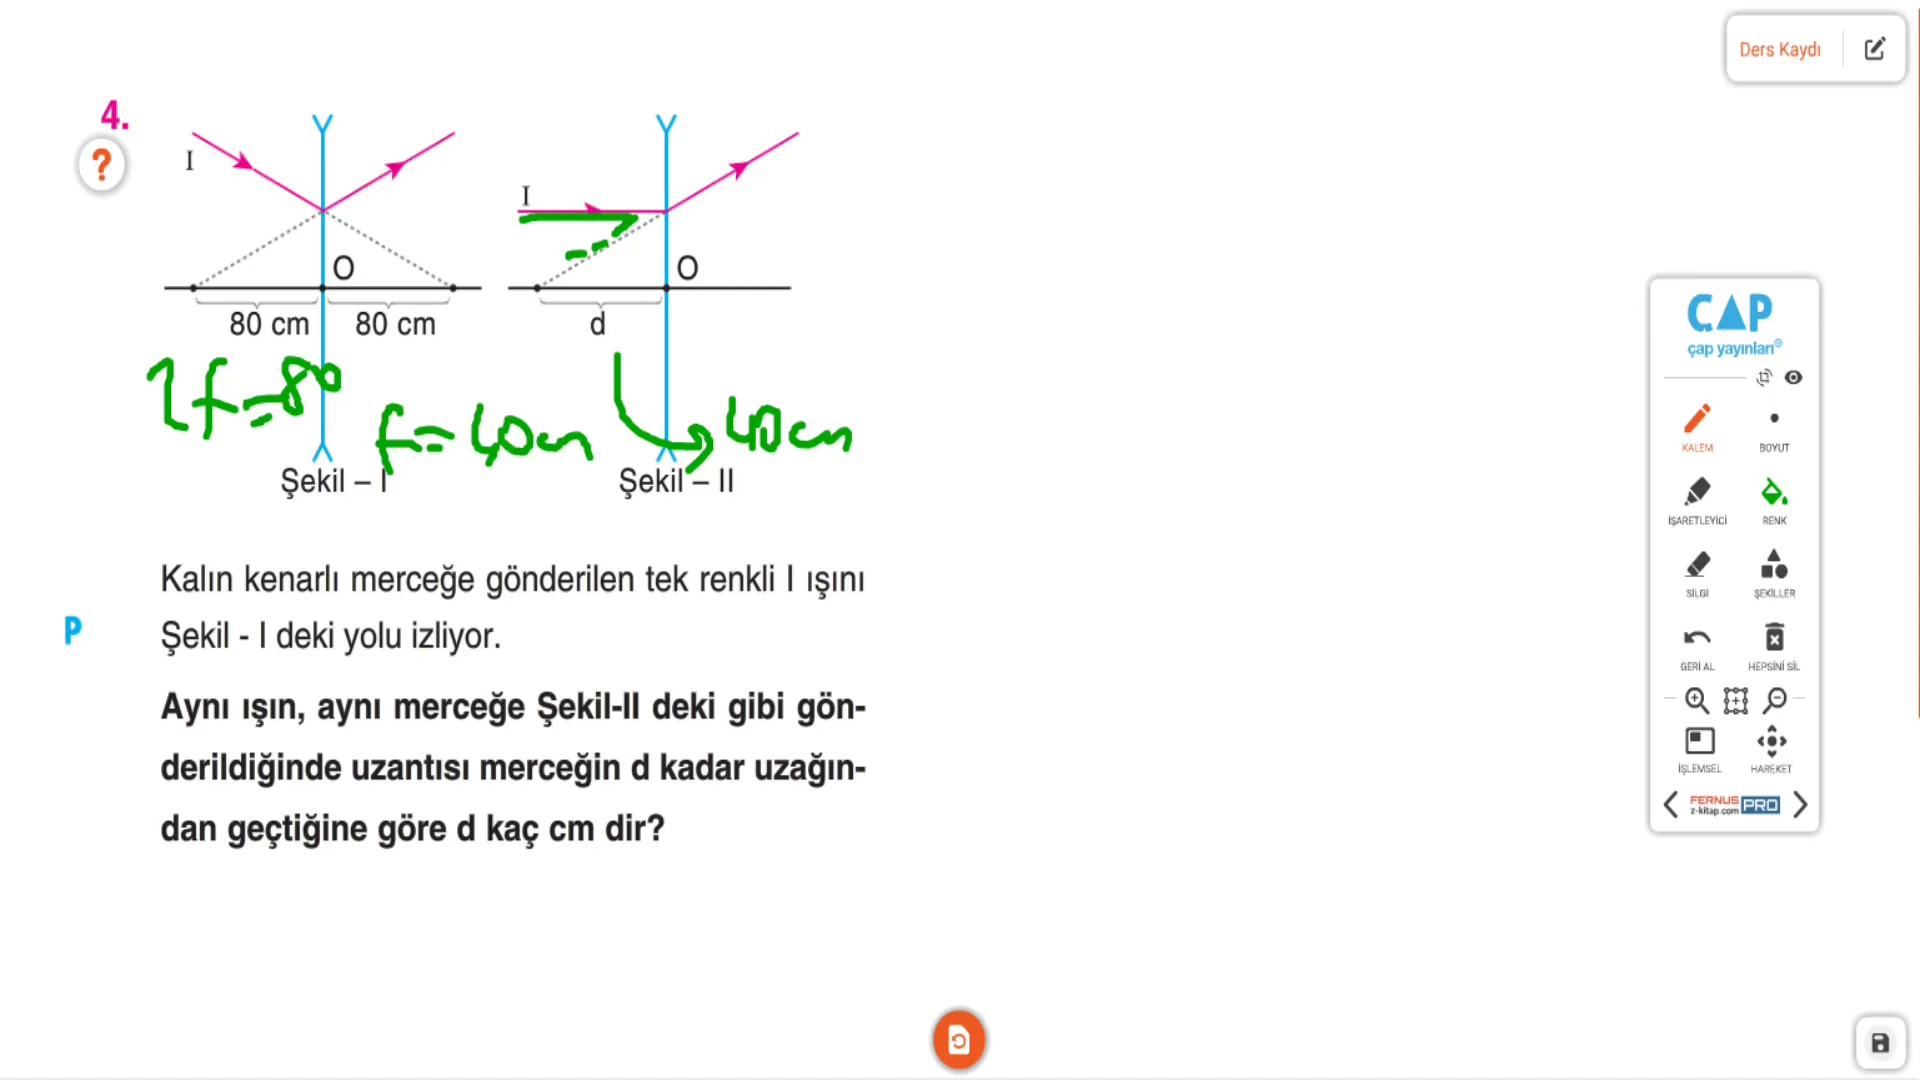 Ders Kaydı
4.
?
I
O
80 cm
80 cm
I
O
d
2f=80
f=40cm
40cm
Şekil – I
Şekil – II
Kalın kenarlı merceğe gönderilen tek renkli I ışını
P
Şekil - I deki yolu izliyor.
Aynı ışın, aynı merceğe Şekil-II deki gibi gön-
derildiğinde uzantısı merceğin d kadar uzağın-
dan geçtiğine göre d kaç cm dir?
ÇAP
çap yayınları®
KALEM
BOYUT
İŞARETLEYİCİ
RENK
SİLGİ
ŞEKİLLER
GERİ AL
HEPSİNİ SİL
İŞLEMSEL
HAREKET
FERNUS
z-kitap.com
PRO